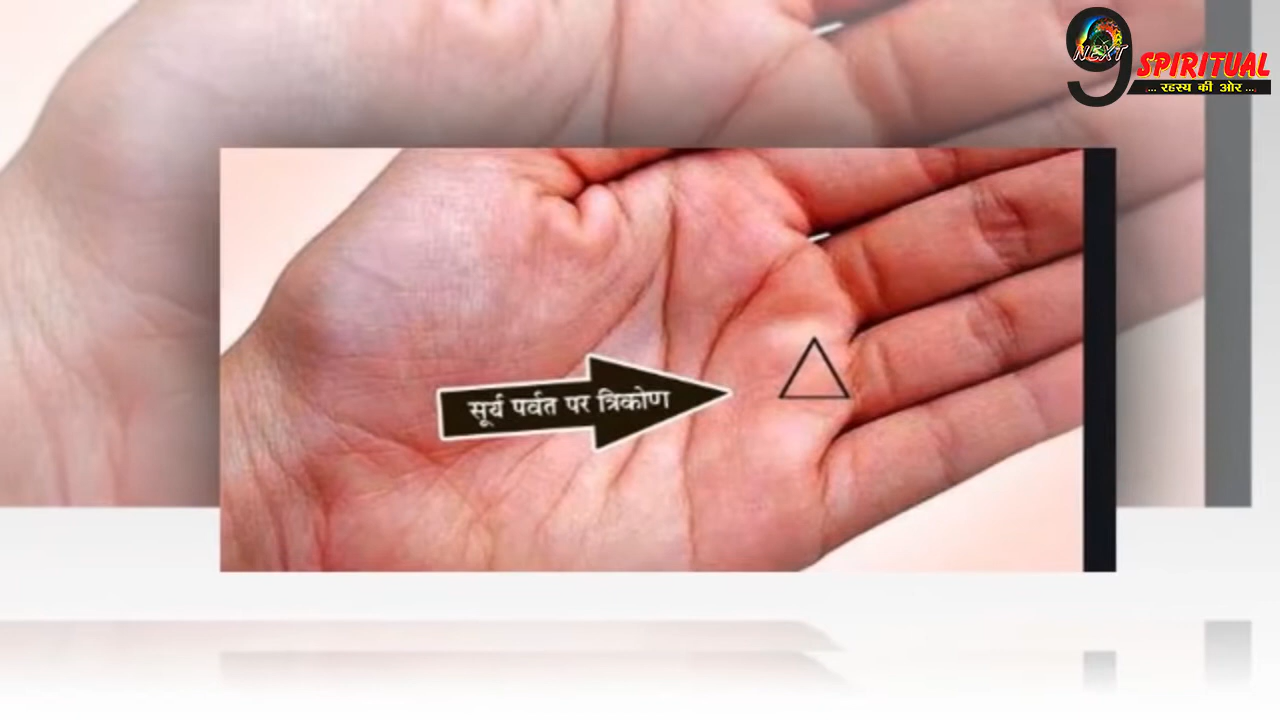 NEXT
9 SPIRITUAL
... रहस्य की ओर ...
सूर्य पर्वत पर त्रिकोण